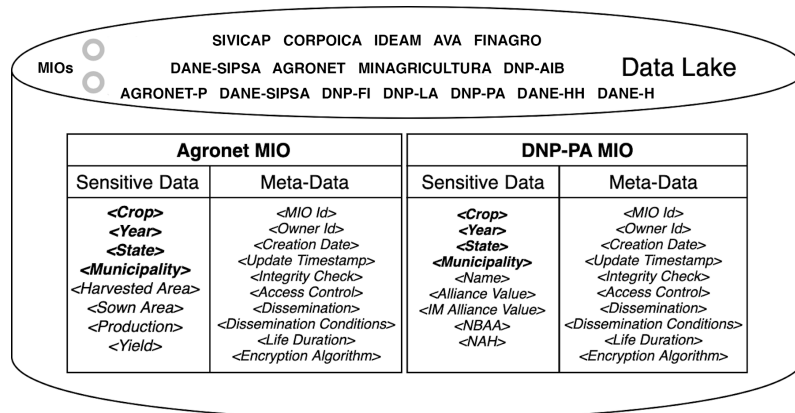 SIVICAP CORPOICA IDEAM AVA FINAGRO
MIOs
DANE-SIPSA AGRONET MINAGRICULTURA DNP-AIB
Data Lake
AGRONET-P DANE-SIPSA DNP-FI DNP-LA DNP-PA DANE-HH DANE-H
Agronet MIO
Sensitive Data
Meta-Data
<Crop>
<Year>
<State>
<Municipality>
<Harvested Area>
<Sown Area>
<Production>
<Yield>
<MIO Id>
<Owner Id>
<Creation Date>
<Update Timestamp>
<Integrity Check>
<Access Control>
<Dissemination>
<Dissemination Conditions>
<Life Duration>
<Encryption Algorithm>
DNP-PA MIO
Sensitive Data
Meta-Data
<Crop>
<Year>
<State>
<Municipality>
<Name>
<Alliance Value>
<IM Alliance Value>
<NBAA>
<NAH>
<MIO Id>
<Owner Id>
<Creation Date>
<Update Timestamp>
<Integrity Check>
<Access Control>
<Dissemination>
<Dissemination Conditions>
<Life Duration>
<Encryption Algorithm>